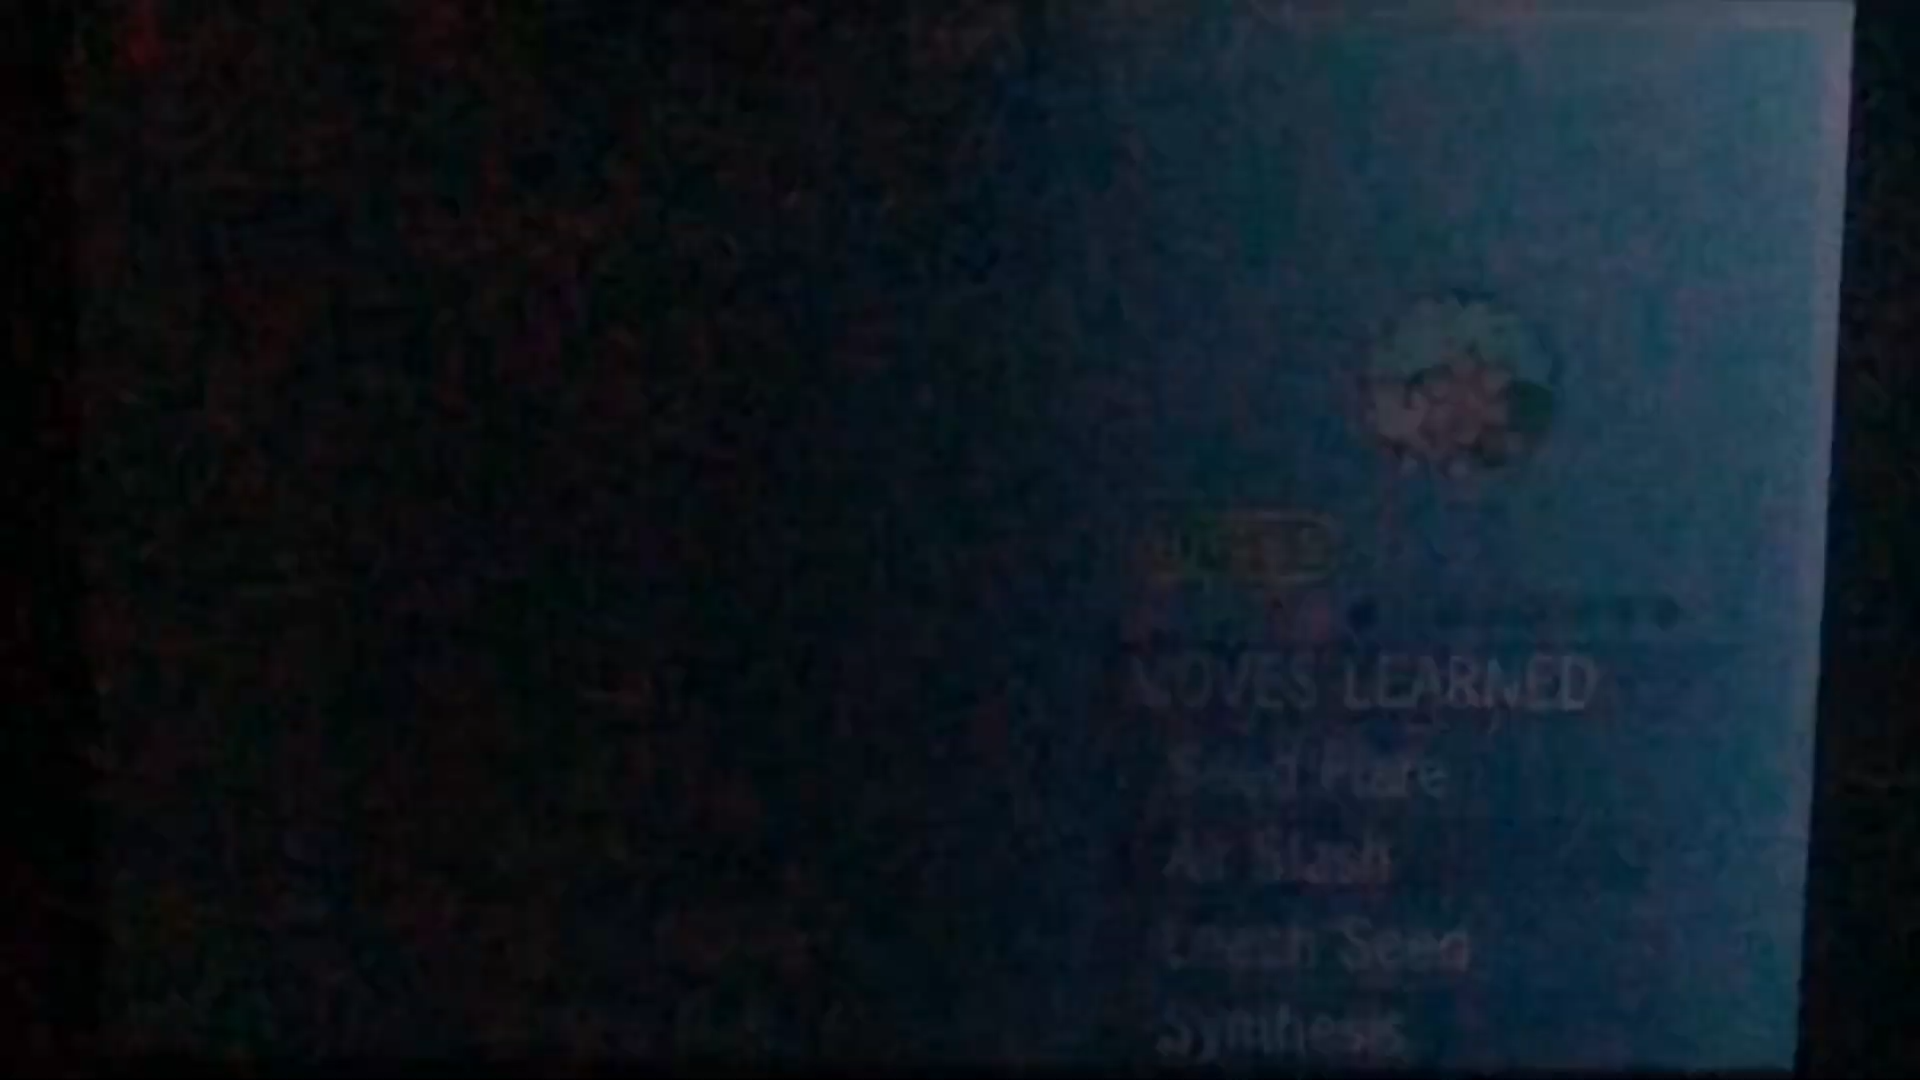 MOVES LEARNED
Seed Flare
Air Slash
Leech Seed
Synthesis